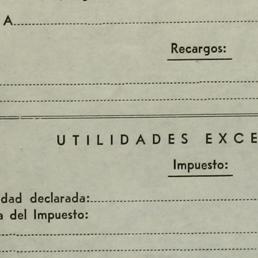 A
Recargos:
UTILIDADES EXCE
Impuesto:
dad declarada:
a del Impuesto: